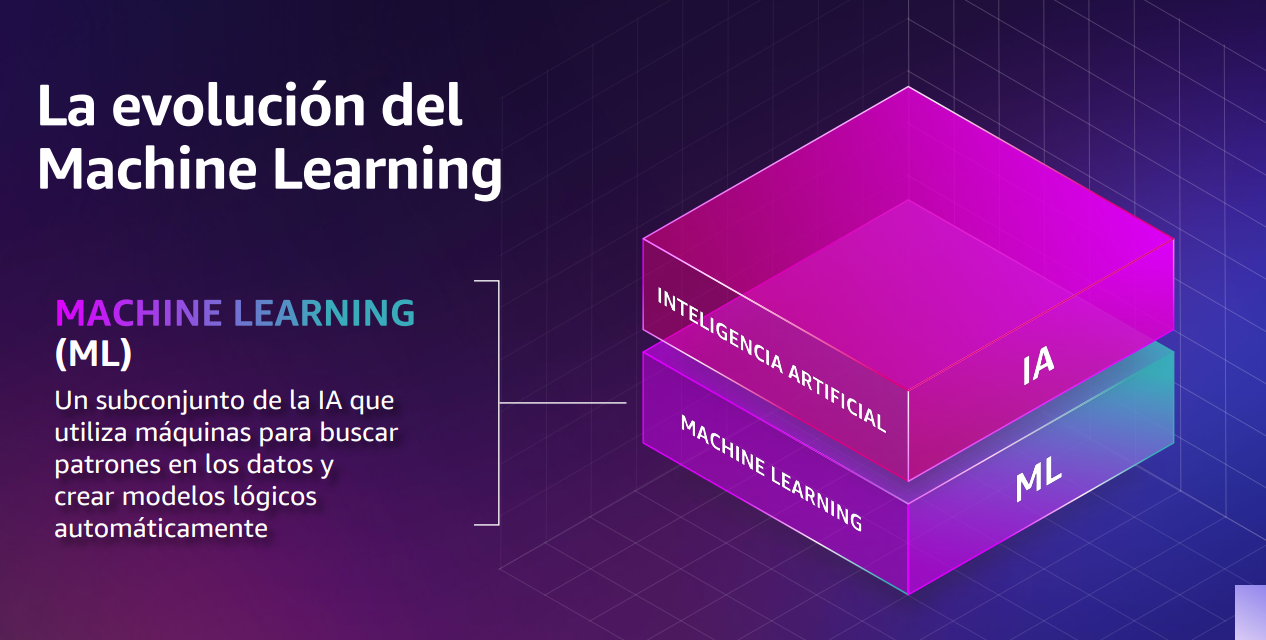 La evolución del
Machine Learning
MACHINE LEARNING
(ML)
Un subconjunto de la IA que
utiliza máquinas para buscar
patrones en los datos y
crear modelos lógicos
automáticamente
INTELIGENCIA ARTIFICIAL
IA
MACHINE LEARNING
ML